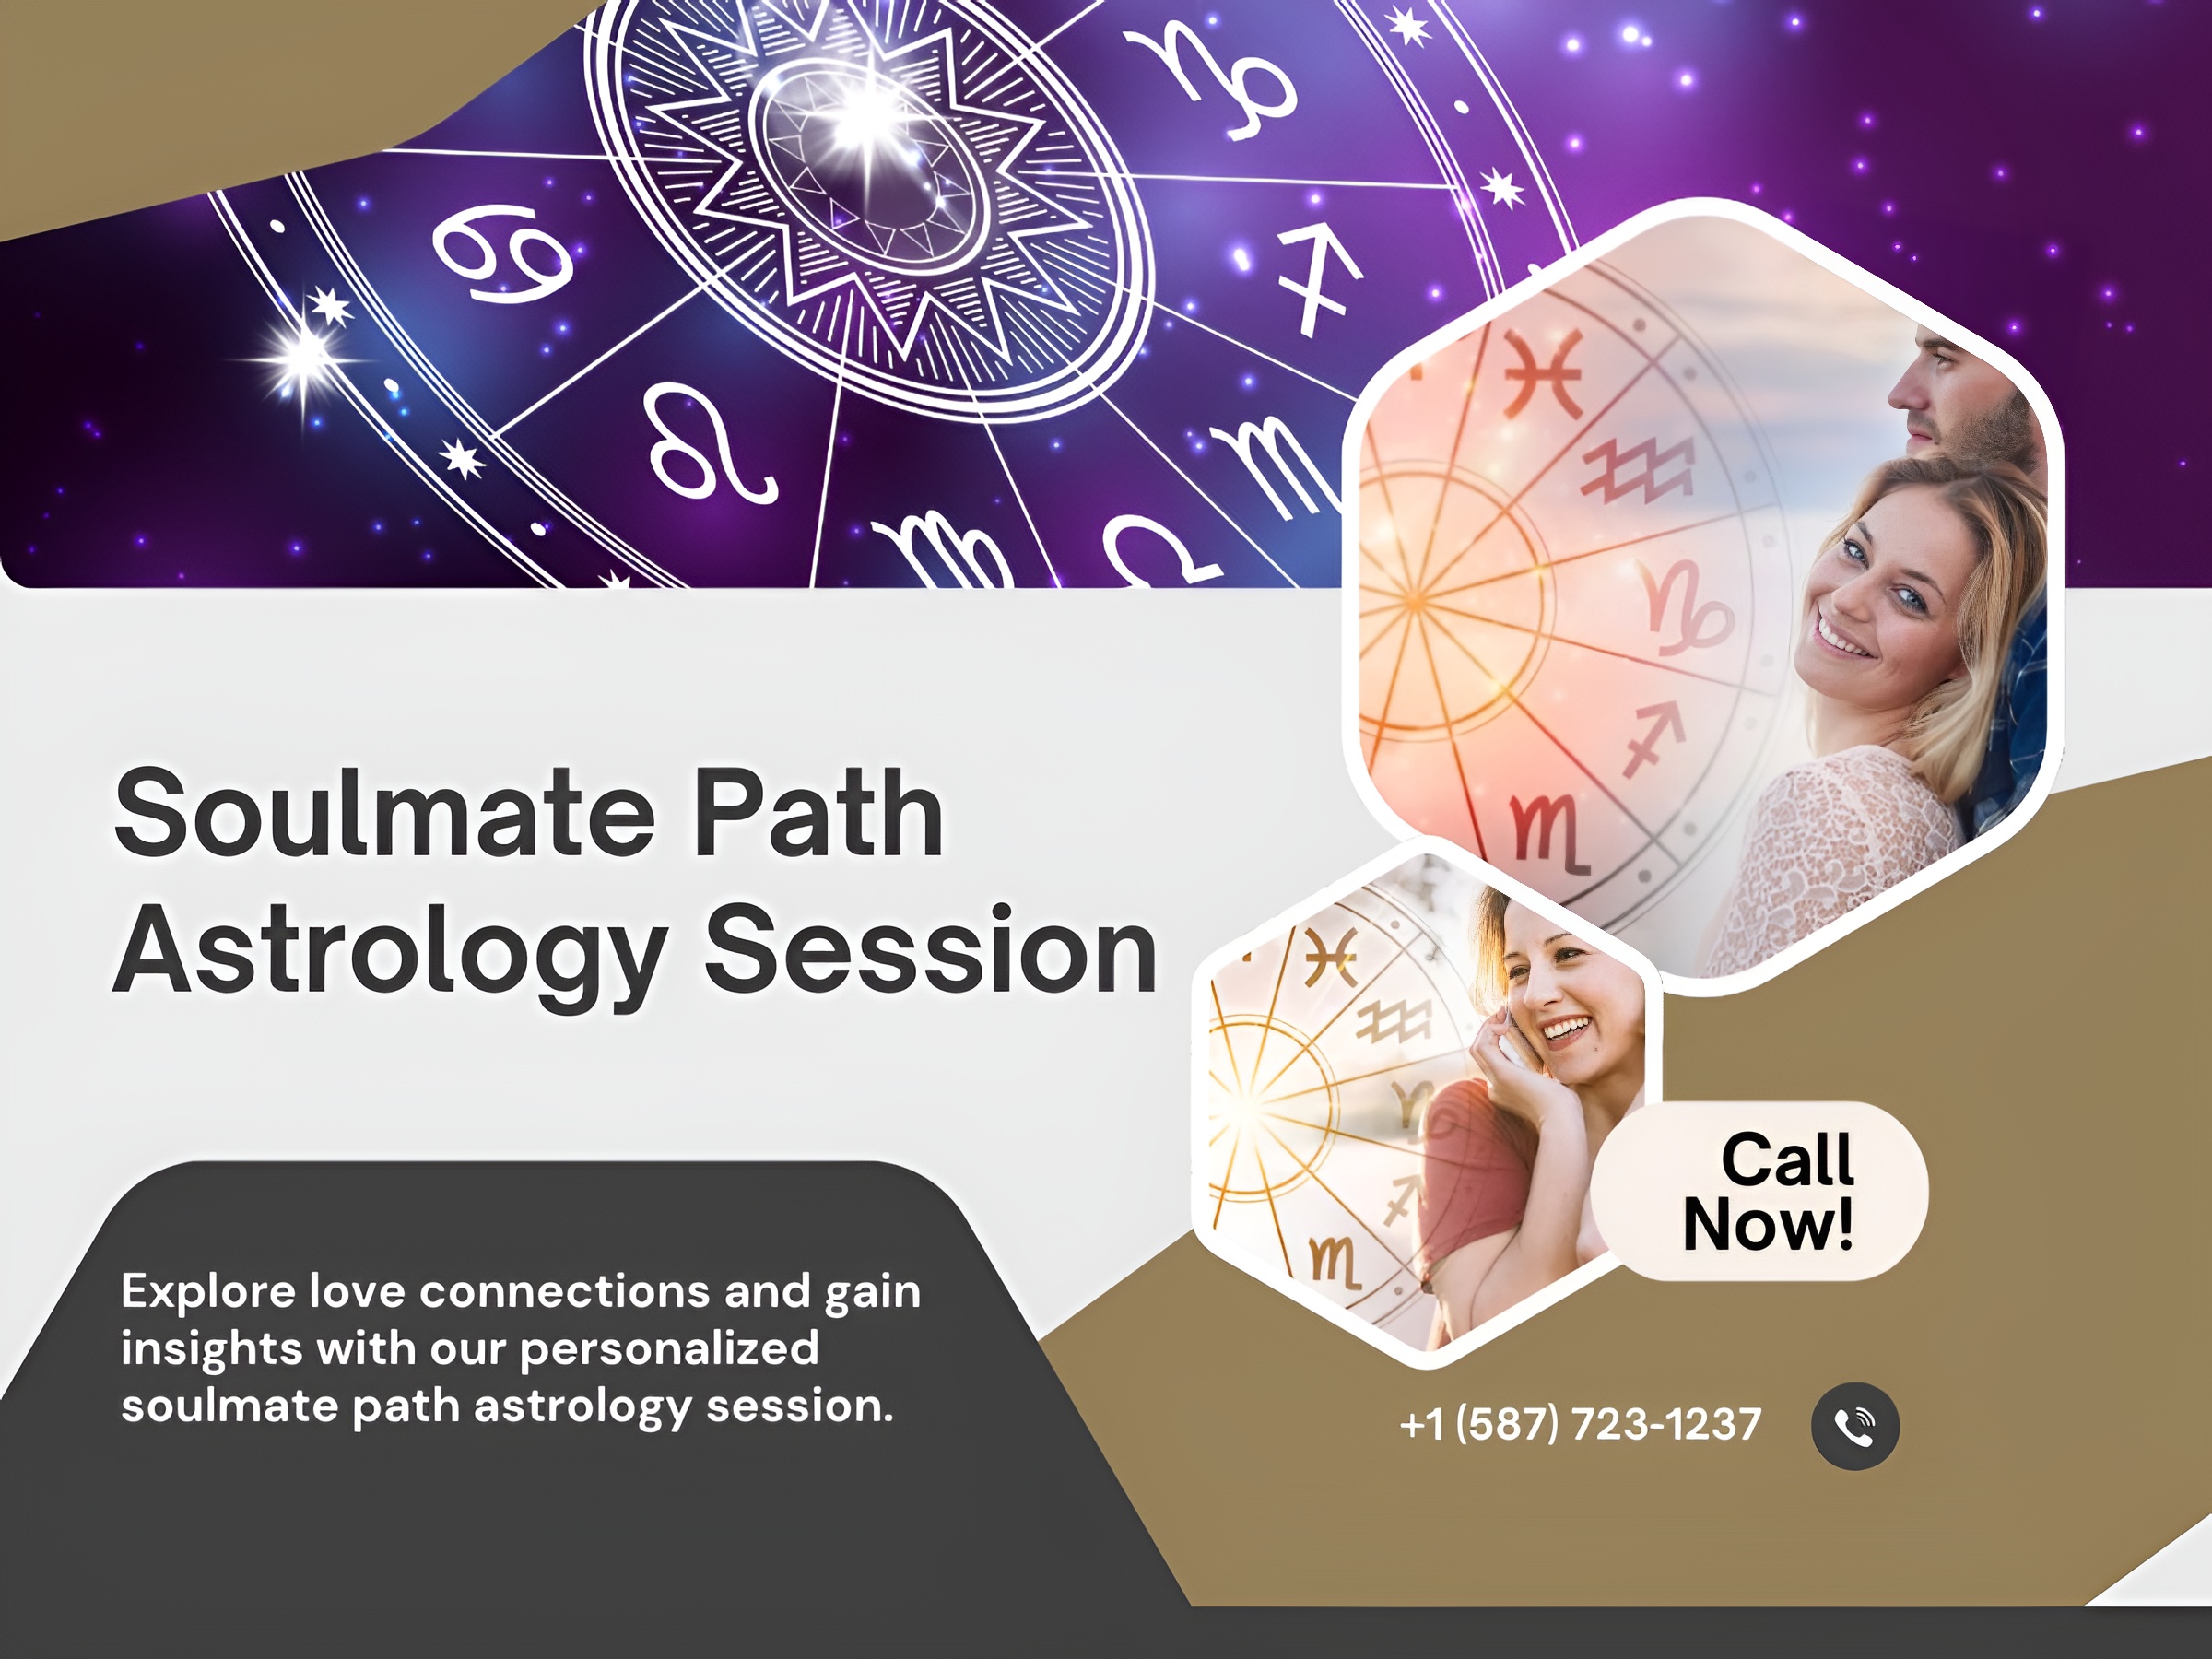 Soulmate Path
Astrology Session
Explore love connections and gain
insights with our personalized
soulmate path astrology session.
Call
Now!
+1 (587) 723-1237